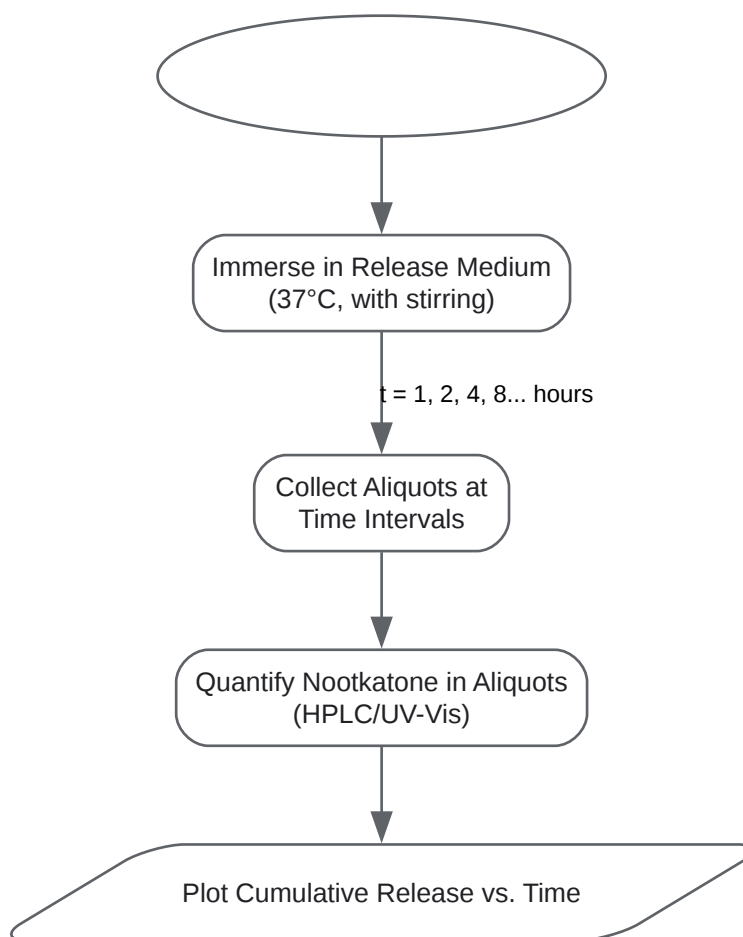 Immerse in Release Medium
(37°C, with stirring)
t = 1, 2, 4, 8... hours
Collect Aliquots at
Time Intervals
Quantify Nootkatone in Aliquots
(HPLC/UV-Vis)
Plot Cumulative Release vs. Time